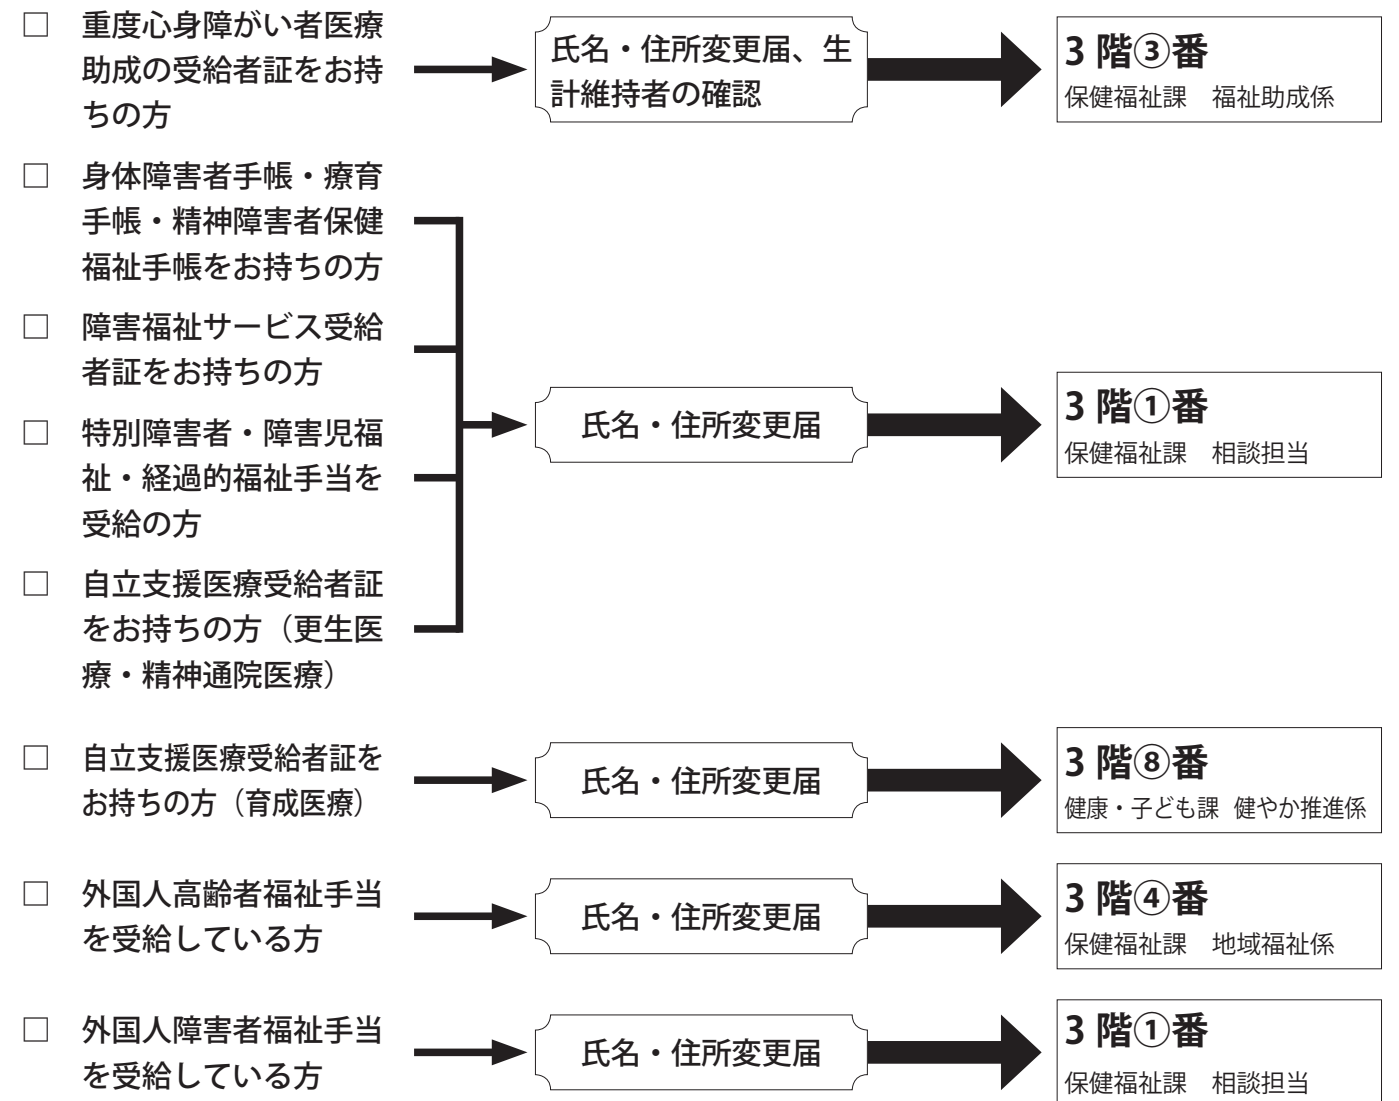 □ 重度心身障がい者医療
助成の受給者証をお持
ちの方
氏名・住所変更届、生
計維持者の確認
3 階③番
保健福祉課 福祉助成係
□ 身体障害者手帳・療育
手帳・精神障害者保健
福祉手帳をお持ちの方
□ 障害福祉サービス受給
者証をお持ちの方
□ 特別障害者・障害児福
祉・経過的福祉手当を
受給の方
□ 自立支援医療受給者証
をお持ちの方（更生医
療・精神通院医療）
氏名・住所変更届
3 階①番
保健福祉課 相談担当
□ 自立支援医療受給者証を
お持ちの方（育成医療）
氏名・住所変更届
3 階⑧番
健康・子ども課 健やか推進係
□ 外国人高齢者福祉手当
を受給している方
氏名・住所変更届
3 階④番
保健福祉課 地域福祉係
□ 外国人障害者福祉手当
を受給している方
氏名・住所変更届
3 階①番
保健福祉課 相談担当